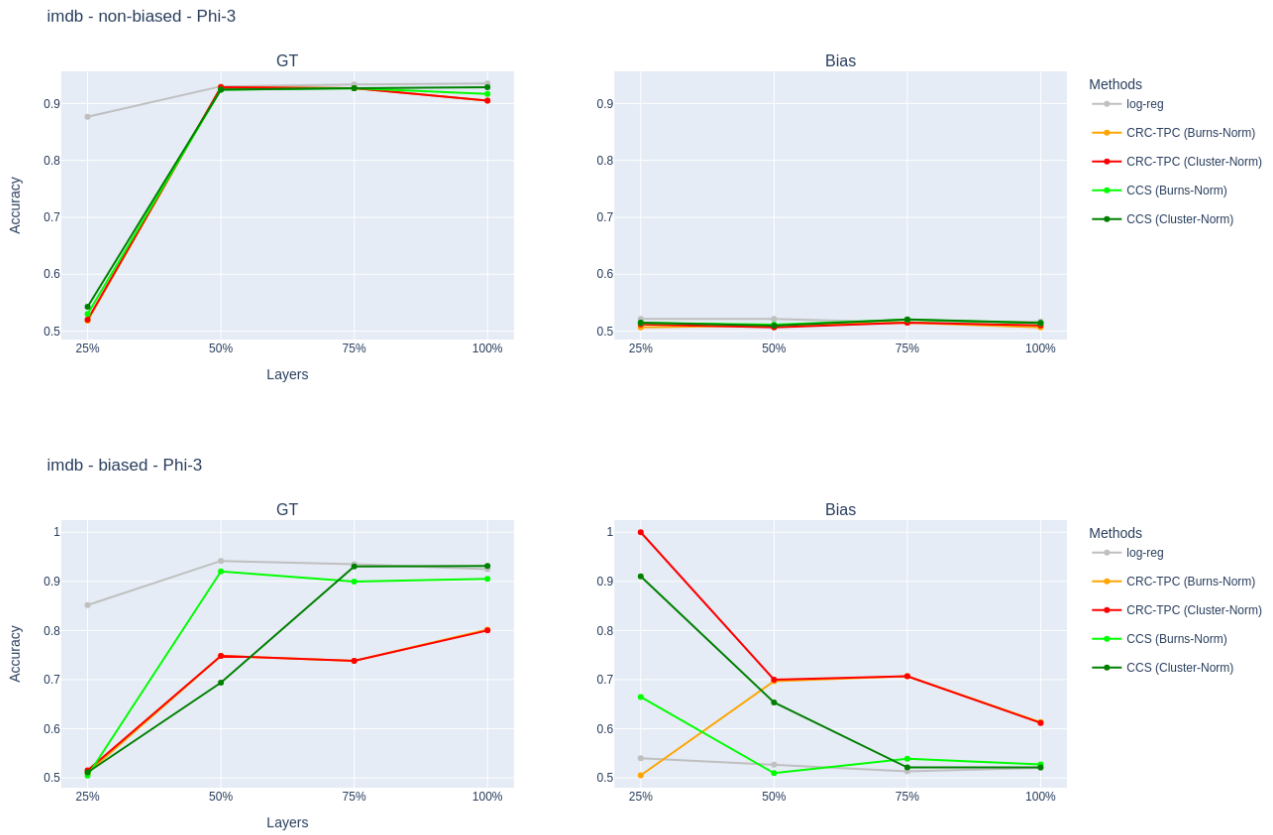 imdb - non-biased - Phi-3
GT
Bias
Methods
log-reg
CRC-TPC (Burns-Norm)
CRC-TPC (Cluster-Norm)
CCS (Burns-Norm)
CCS (Cluster-Norm)
Accuracy
0.9
0.8
0.7
0.6
0.5
25%
50%
75%
100%
Layers
0.9
0.8
0.7
0.6
0.5
25%
50%
75%
100%
imdb - biased - Phi-3
GT
Bias
Methods
log-reg
CRC-TPC (Burns-Norm)
CRC-TPC (Cluster-Norm)
CCS (Burns-Norm)
CCS (Cluster-Norm)
Accuracy
1
0.9
0.8
0.7
0.6
0.5
25%
50%
75%
100%
Layers
1
0.9
0.8
0.7
0.6
0.5
25%
50%
75%
100%